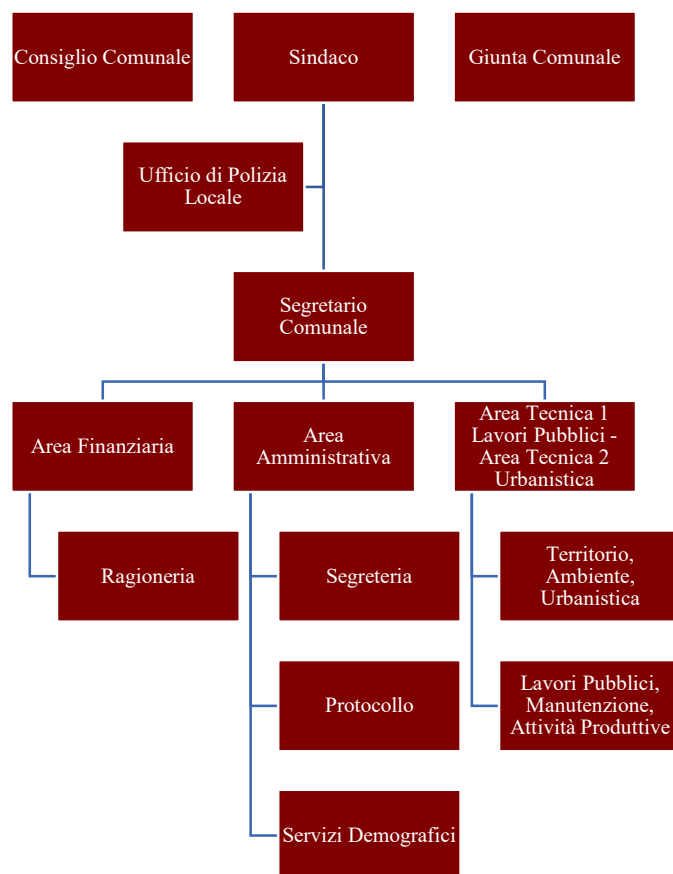 Consiglio Comunale
Sindaco
Giunta Comunale
Ufficio di Polizia
Locale
Segretario
Comunale
Area Finanziaria
Area
Amministrativa
Area Tecnica 1
Lavori Pubblici -
Area Tecnica 2
Urbanistica
Ragioneria
Segreteria
Territorio,
Ambiente,
Urbanistica
Protocollo
Lavori Pubblici,
Manutenzione,
Attività Produttive
Servizi Demografici